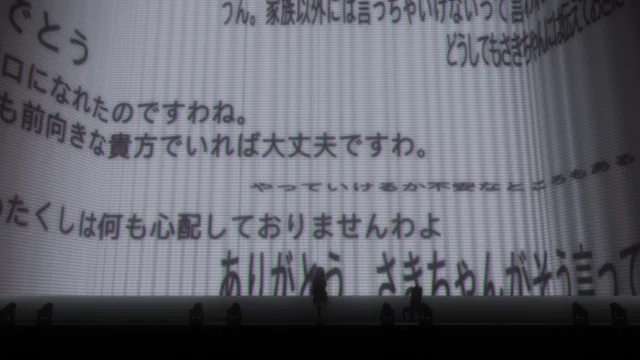 でとう
うん。家族以外には言っちゃいけないって言
どうしてもさきちゃんには伝えて
口になれたのですわね。
も前向きな貴方でいれば大丈夫ですわ。
やっていけるか不安なところもある
たくしは何も心配しておりませんわよ
ありがとう さきちゃんがそう言って